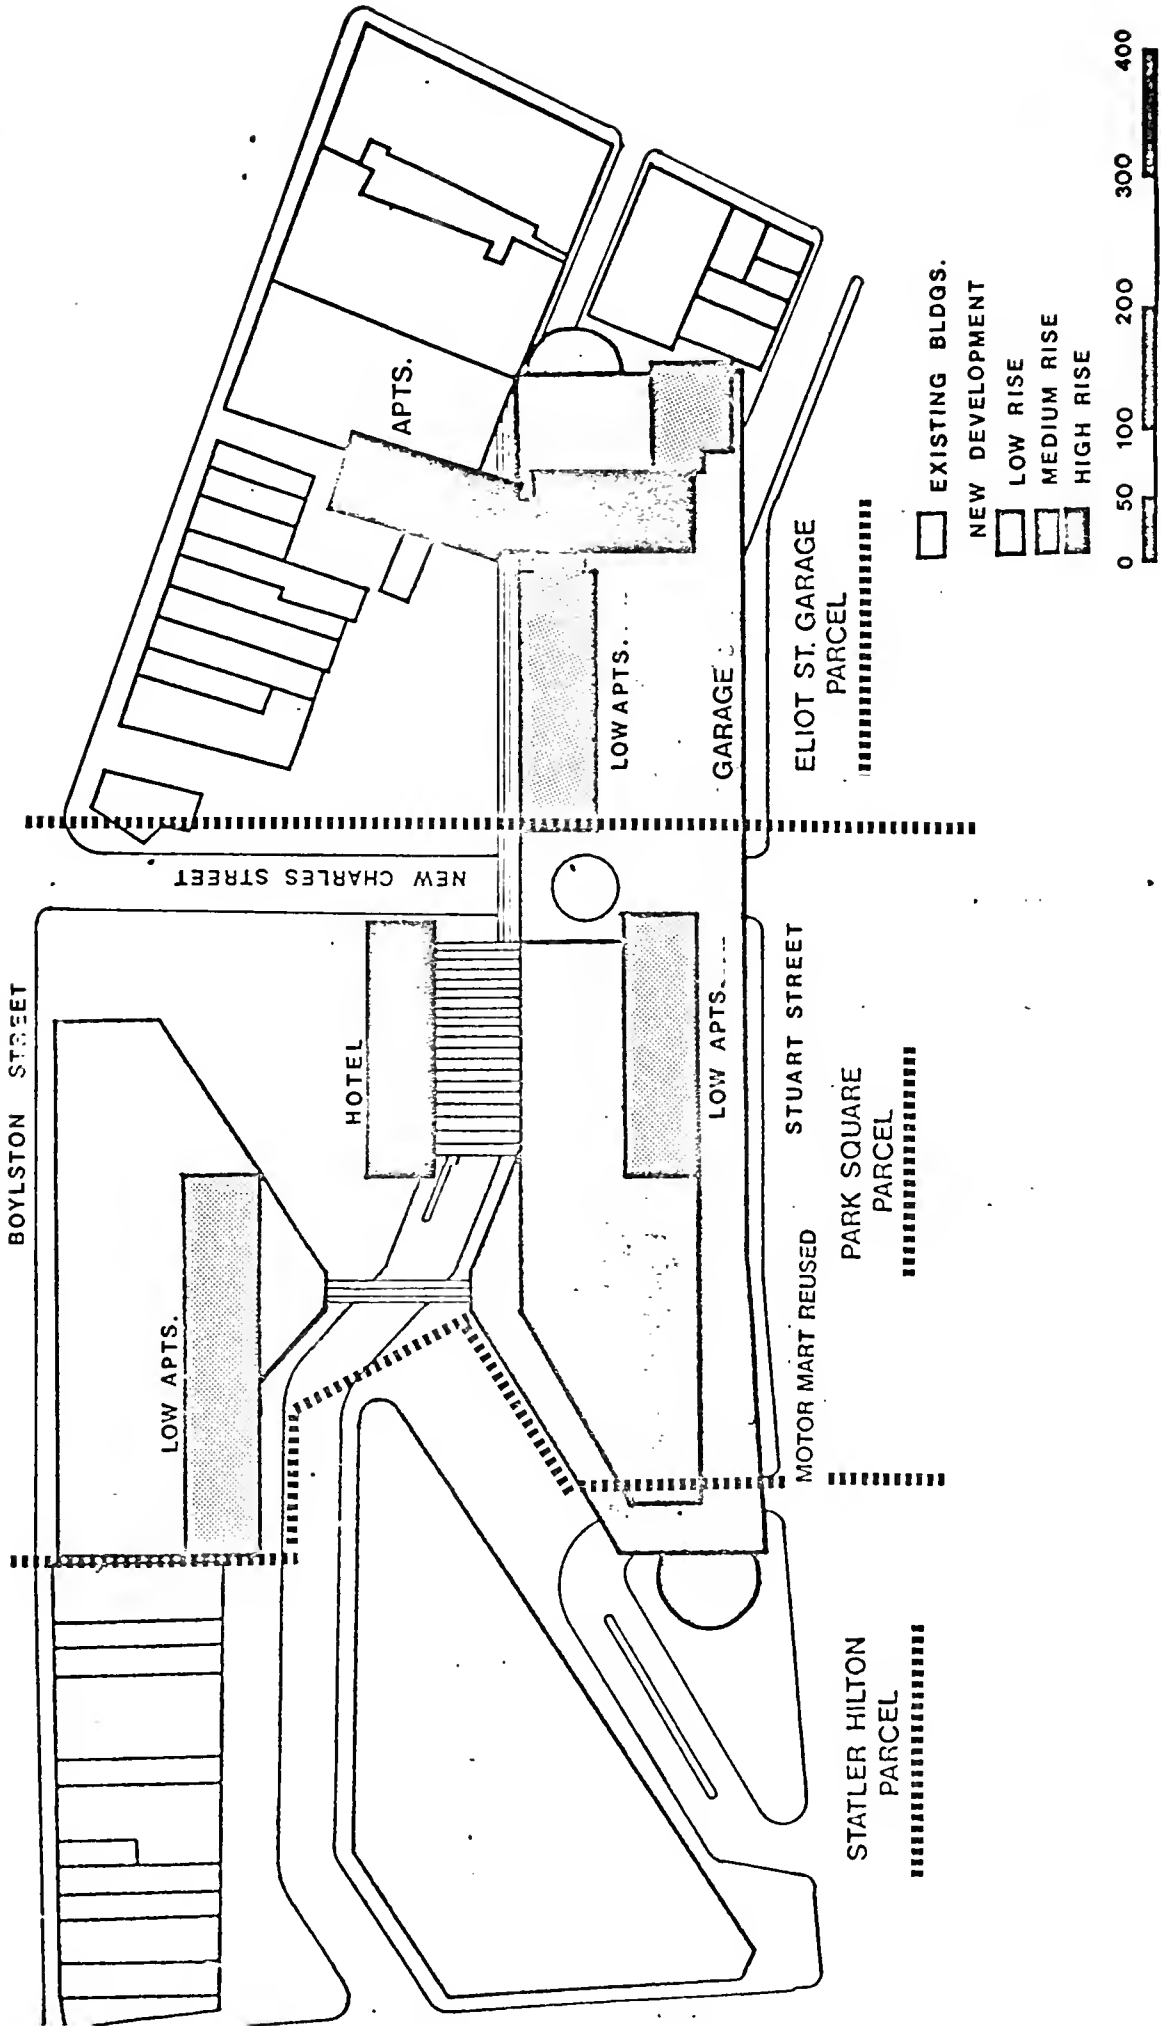 BOYLSTON STREET
NEW CHARLES STREET
APTS.
HOTEL
LOW APTS.
LOW APTS.
LOW APTS.
GARAGE
STUART STREET
MOTOR MART REUSED
STATLER HILTON
PARCEL
PARK SQUARE
PARCEL
ELIOT ST. GARAGE
PARCEL
EXISTING BLDGS.
NEW DEVELOPMENT
LOW RISE
MEDIUM RISE
HIGH RISE
0 50 100 200 300 400